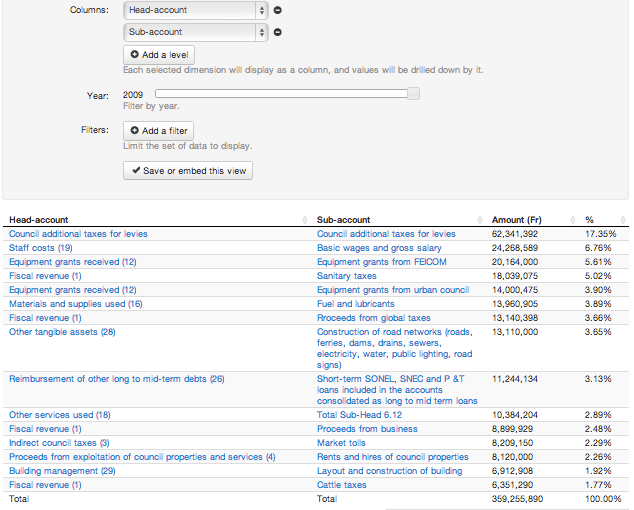 Columns: Head-account
Sub-account
Add a level
Each selected dimension will display as a column, and values will be drilled down by it.
Year: 2009
Filter by year.
Filters: Add a filter
Limit the set of data to display.
Save or embed this view
Head-account Sub-account Amount (Fr) %
Council additional taxes for levies Council additional taxes for levies 62,341,392 17.35%
Staff costs (19) Basic wages and gross salary 24,268,589 6.76%
Equipment grants received (12) Equipment grants from FEICOM 20,164,000 5.61%
Fiscal revenue (1) Sanitary taxes 18,039,075 5.02%
Equipment grants received (12) Equipment grants from urban council 14,000,475 3.90%
Materials and supplies used (16) Fuel and lubricants 13,960,905 3.89%
Fiscal revenue (1) Rroceeds from global taxes 13,140,398 3.66%
Other tangible assets (28) Construction of road networks (roads, 13,110,000 3.65%
ferries, dams, drains, sewers,
electricity, water, public lighting, road
signs)
Reimbursement of other long to mid-term debts (26) Short-term SONEL, SNEC and P &T 11,244,134 3.13%
loans included in the accounts
consolidated as long to mid term loans
Other services used (18) Total Sub-Head 6.12 10,384,204 2.89%
Fiscal revenue (1) Proceeds from business 8,899,929 2.48%
Indirect council taxes (3) Market tolls 8,209,150 2.29%
Proceeds from exploitation of council properties and services (4) Rents and hires of council properties 8,120,000 2.26%
Building management (29) Layout and construction of building 6,912,908 1.92%
Fiscal revenue (1) Cattle taxes 6,351,290 1.77%
Total Total 359,255,890 100.00%